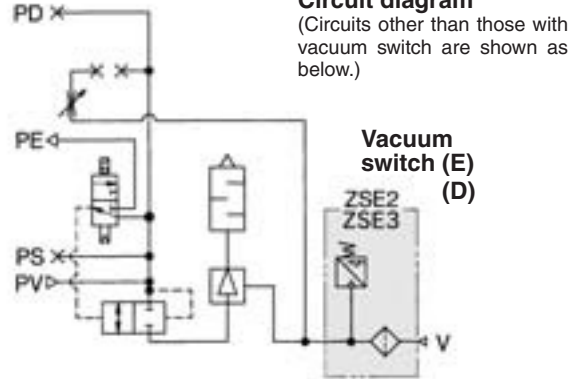 Circuit diagram
(Circuits other than those with
vacuum switch are shown as
below.)
PD
PE
Vacuum
switch (E)
(D)
ZSE2
ZSE3
PS
PV
V